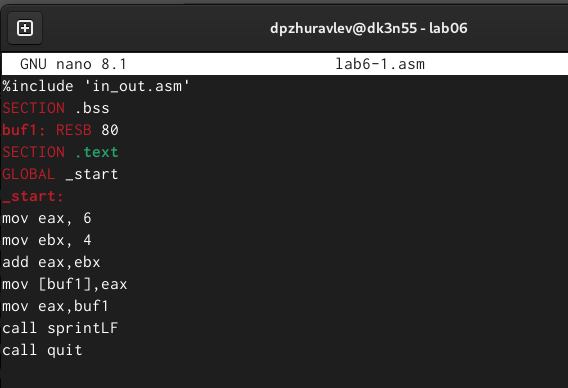 dpzhuravlev@dk3n55 - lab06
GNU nano 8.1 lab6-1.asm
%include 'in_out.asm'
SECTION .bss
buf1: RESB 80
SECTION .text
GLOBAL _start
_start:
mov eax, 6
mov ebx, 4
add eax,ebx
mov [buf1],eax
mov eax,buf1
call sprintLF
call quit